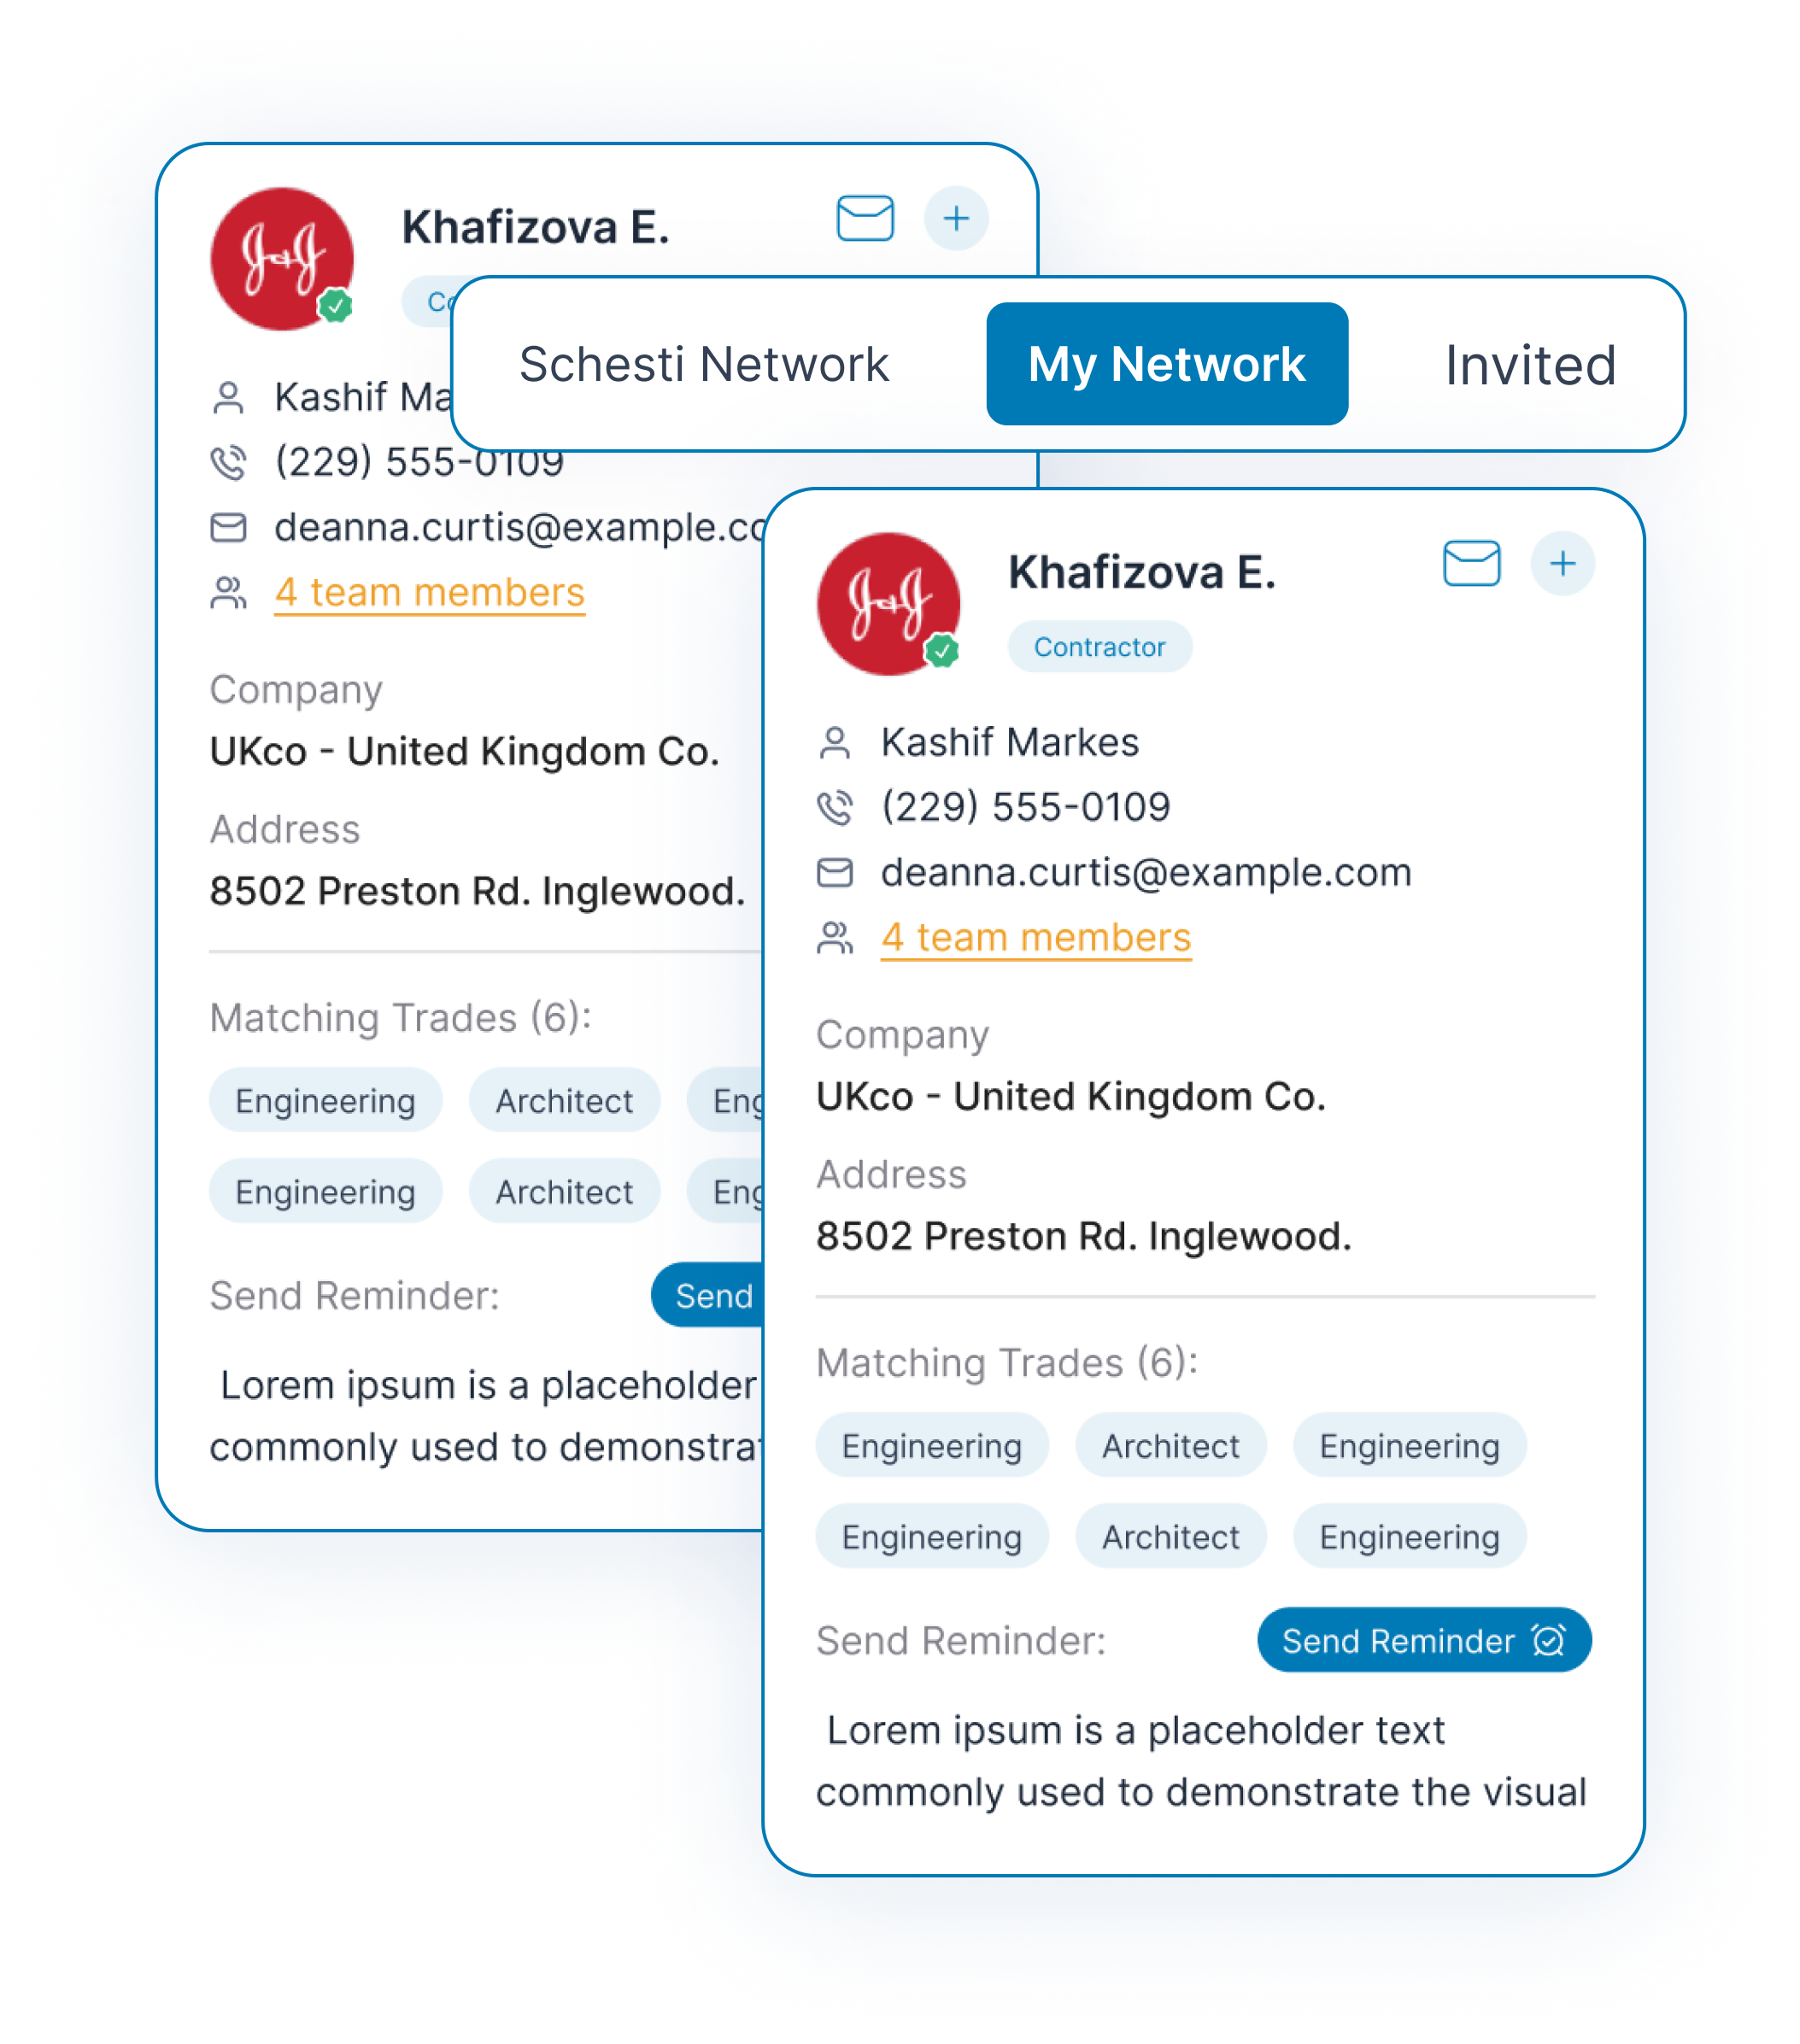 J&J
Khafizova E.
Schesti Network
My Network
Invited
Kashif
(229) 555-0109
deanna.curtis@example.co
4 team members
Company
UKco - United Kingdom Co.
Address
8502 Preston Rd. Inglewood.
Matching Trades (6):
Engineering Architect Eng
Engineering Architect Eng
Send Reminder: Send
Lorem ipsum is a placeholder
commonly used to demonstrat
J&J
Khafizova E.
Contractor
Kashif Markes
(229) 555-0109
deanna.curtis@example.com
4 team members
Company
UKco - United Kingdom Co.
Address
8502 Preston Rd. Inglewood.
Matching Trades (6):
Engineering Architect Engineering
Engineering Architect Engineering
Send Reminder: Send Reminder
Lorem ipsum is a placeholder text
commonly used to demonstrate the visual